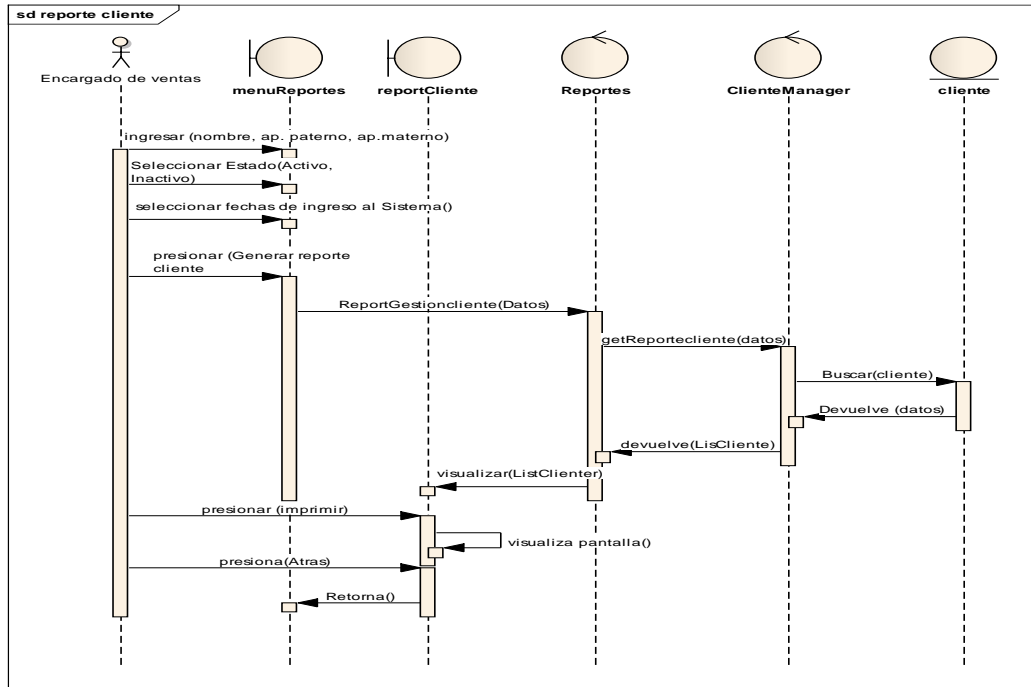 sd reporte cliente
Encargado de ventas
menuReportes
reportCliente
Reportes
ClienteManager
cliente
ingresar (nombre, ap. paterno, ap.materno)
Seleccionar Estado(Activo,
Inactivo)
seleccionar fechas de ingreso al Sistema()
presionar (Generar reporte
cliente
ReportGestioncliente(Datos)
getReportecliente(datos)
Buscar(cliente)
Devuelve (datos)
devuelve(LisCliente)
visualizar(ListClienter)
presionar (imprimir)
visualiza pantalla()
presiona(Atras)
Retorna()